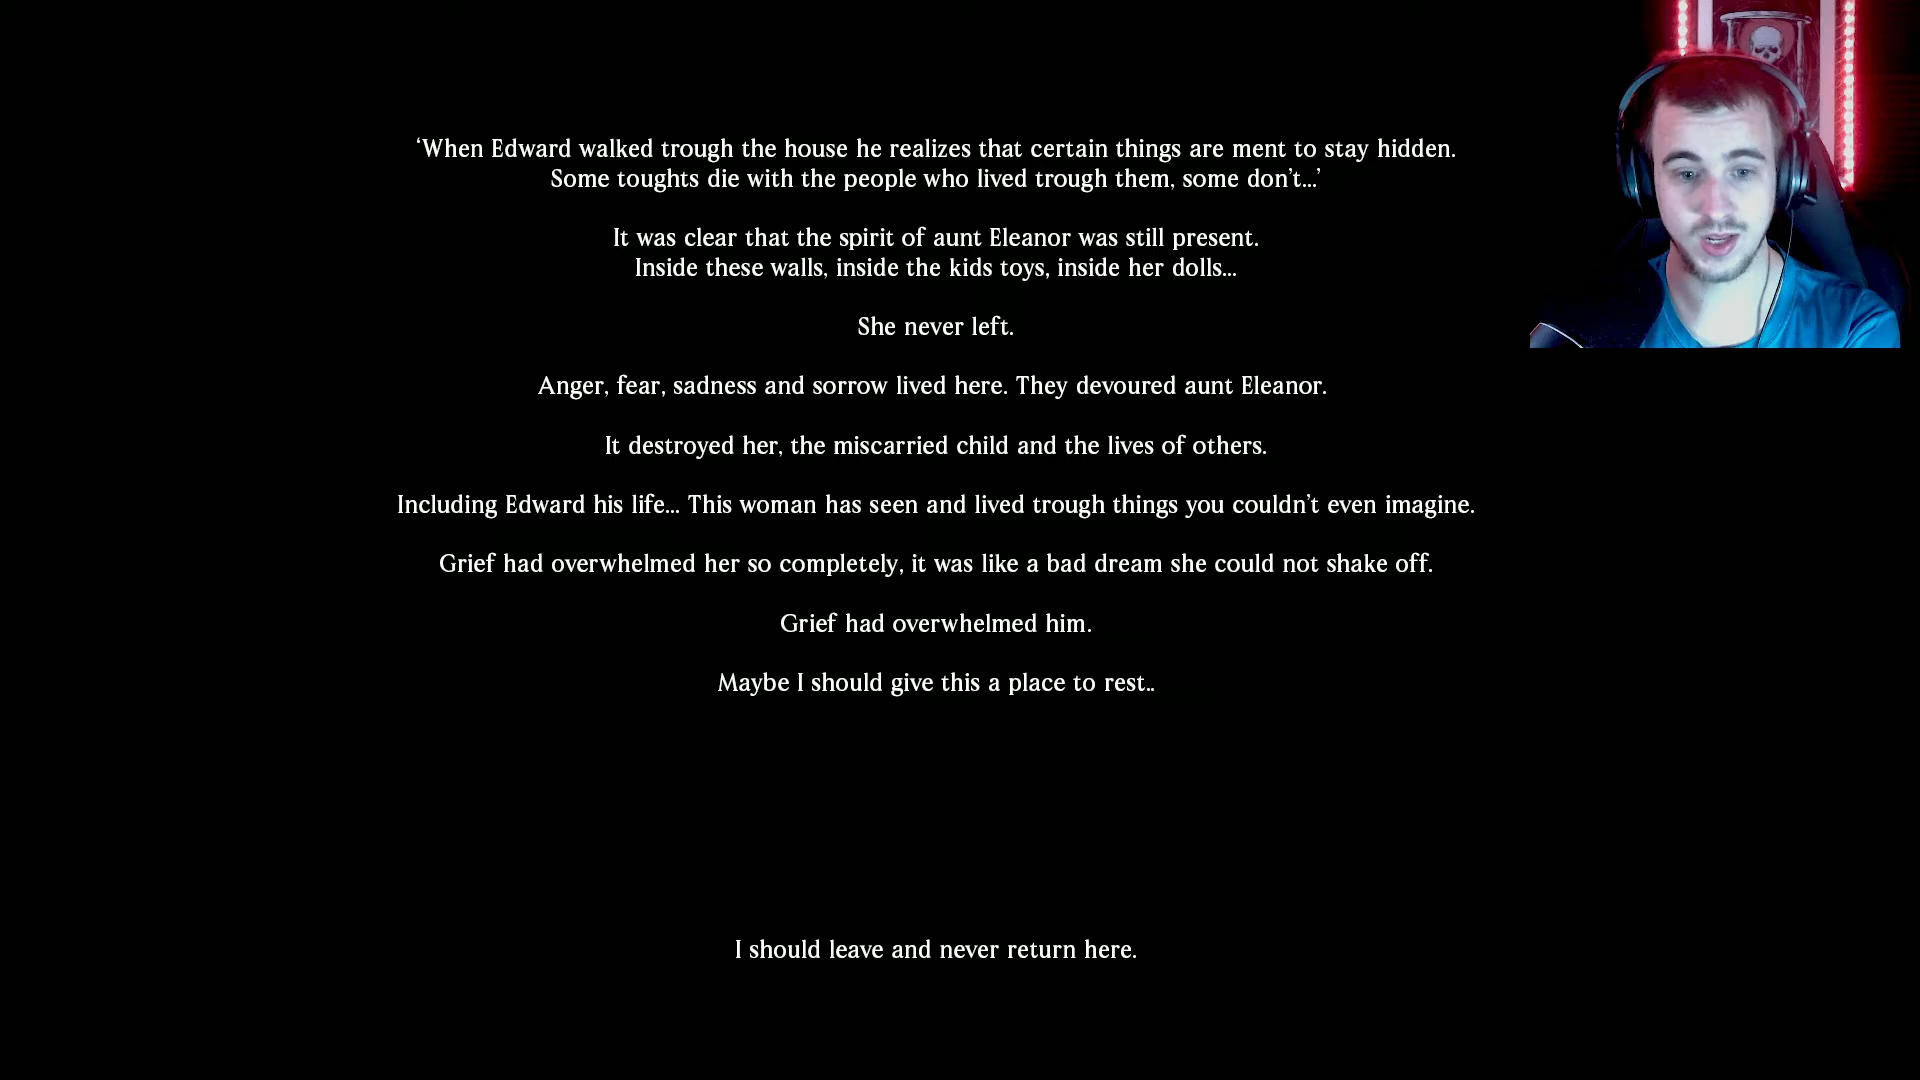 ‘When Edward walked trough the house he realizes that certain things are ment to stay hidden.
Some toughts die with the people who lived trough them, some don't...’
It was clear that the spirit of aunt Eleanor was still present.
Inside these walls, inside the kids toys, inside her dolls...
She never left.
Anger, fear, sadness and sorrow lived here. They devoured aunt Eleanor.
It destroyed her, the miscarried child and the lives of others.
Including Edward his life... This woman has seen and lived trough things you couldn't even imagine.
Grief had overwhelmed her so completely, it was like a bad dream she could not shake off.
Grief had overwhelmed him.
Maybe I should give this a place to rest..
I should leave and never return here.